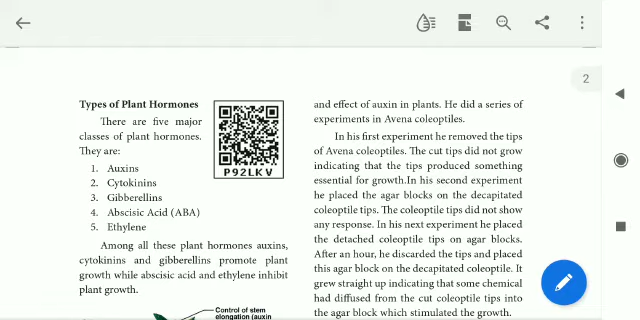 2
Types of Plant Hormones
There are five major
classes of plant hormones.
They are:
1. Auxins
2. Cytokinins
3. Gibberellins
4. Abscisic Acid (ABA)
5. Ethylene
P92LKV
Among all these plant hormones auxins,
cytokinins and gibberellins promote plant
growth while abscisic acid and ethylene inhibit
plant growth.
Control of stem
elongation (auxin
and effect of auxin in plants. He did a series of
experiments in Avena coleoptiles.
In his first experiment he removed the tips
of Avena coleoptiles. The cut tips did not grow
indicating that the tips produced something
essential for growth.In his second experiment
he placed the agar blocks on the decapitated
coleoptile tips. The coleoptile tips did not show
any response. In his next experiment he placed
the detached coleoptile tips on agar blocks.
After an hour, he discarded the tips and placed
this agar block on the decapitated coleoptile. It
grew straight up indicating that some chemical
had diffused from the cut coleoptile tips into
the agar block which stimulated the growth.